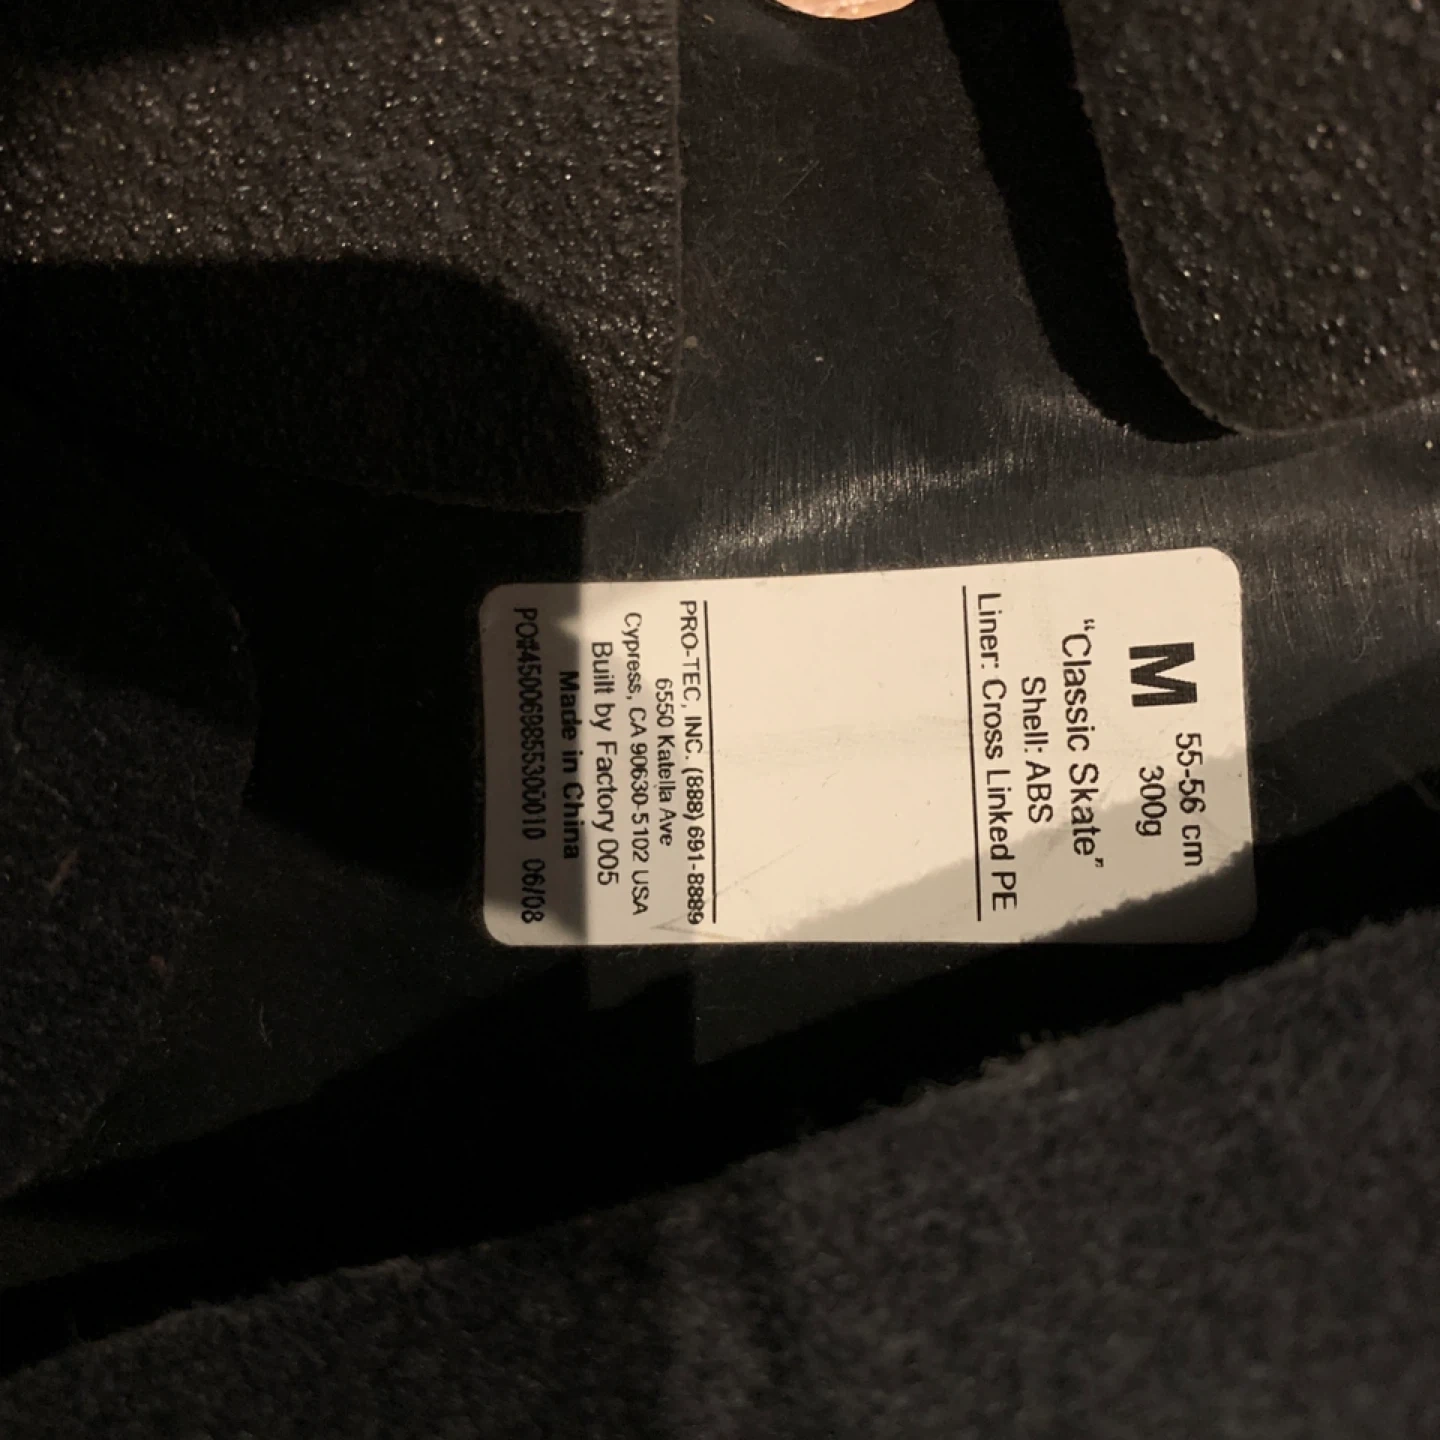 M 55-56 cm
300g
“Classic Skate”
Shell: ABS
Liner: Cross Linked PE
PRO-TEC, INC. (888) 691-8889
6550 Katella Ave
Cypress, CA 90630-5102 USA
Built by Factory 005
Made in China
PO#450069855300010 06/08